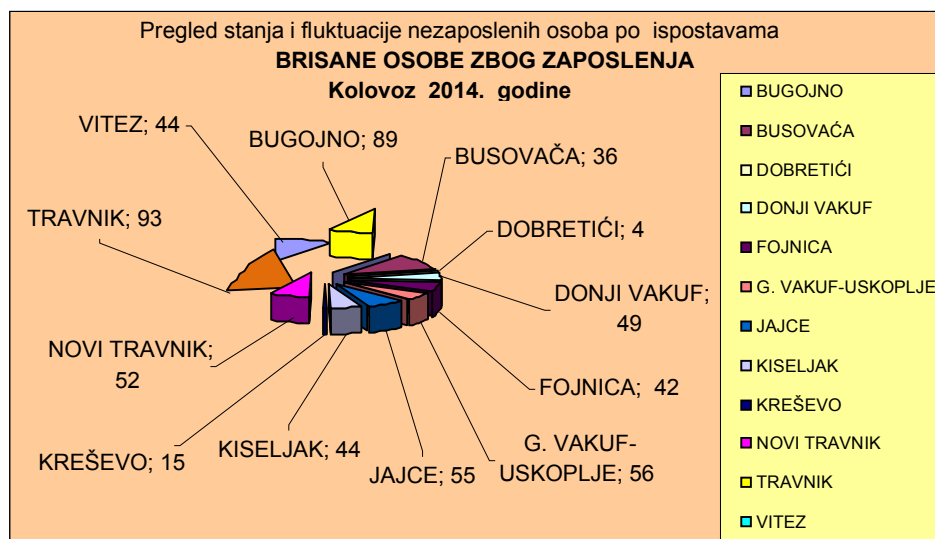 Pregled stanja i fluktuacije nezaposlenih osoba po ispostavama
BRISANE OSOBE ZBOG ZAPOSLENJA
Kolovoz 2014. godine
VITEZ; 44
BUGOJNO; 89
BUSOVAČA; 36
TRAVNIK; 93
DOBRETIĆI; 4
DONJI VAKUF;
49
NOVI TRAVNIK;
52
FOJNICA; 42
KREŠEVO; 15
KISELJAK; 44
JAJCE; 55
G. VAKUF-
USKOPLJE; 56
BUGOJNO
BUSOVAĆA
DOBRETIĆI
DONJI VAKUF
FOJNICA
G. VAKUF-USKOPLJE
JAJCE
KISELJAK
KREŠEVO
NOVI TRAVNIK
TRAVNIK
VITEZ